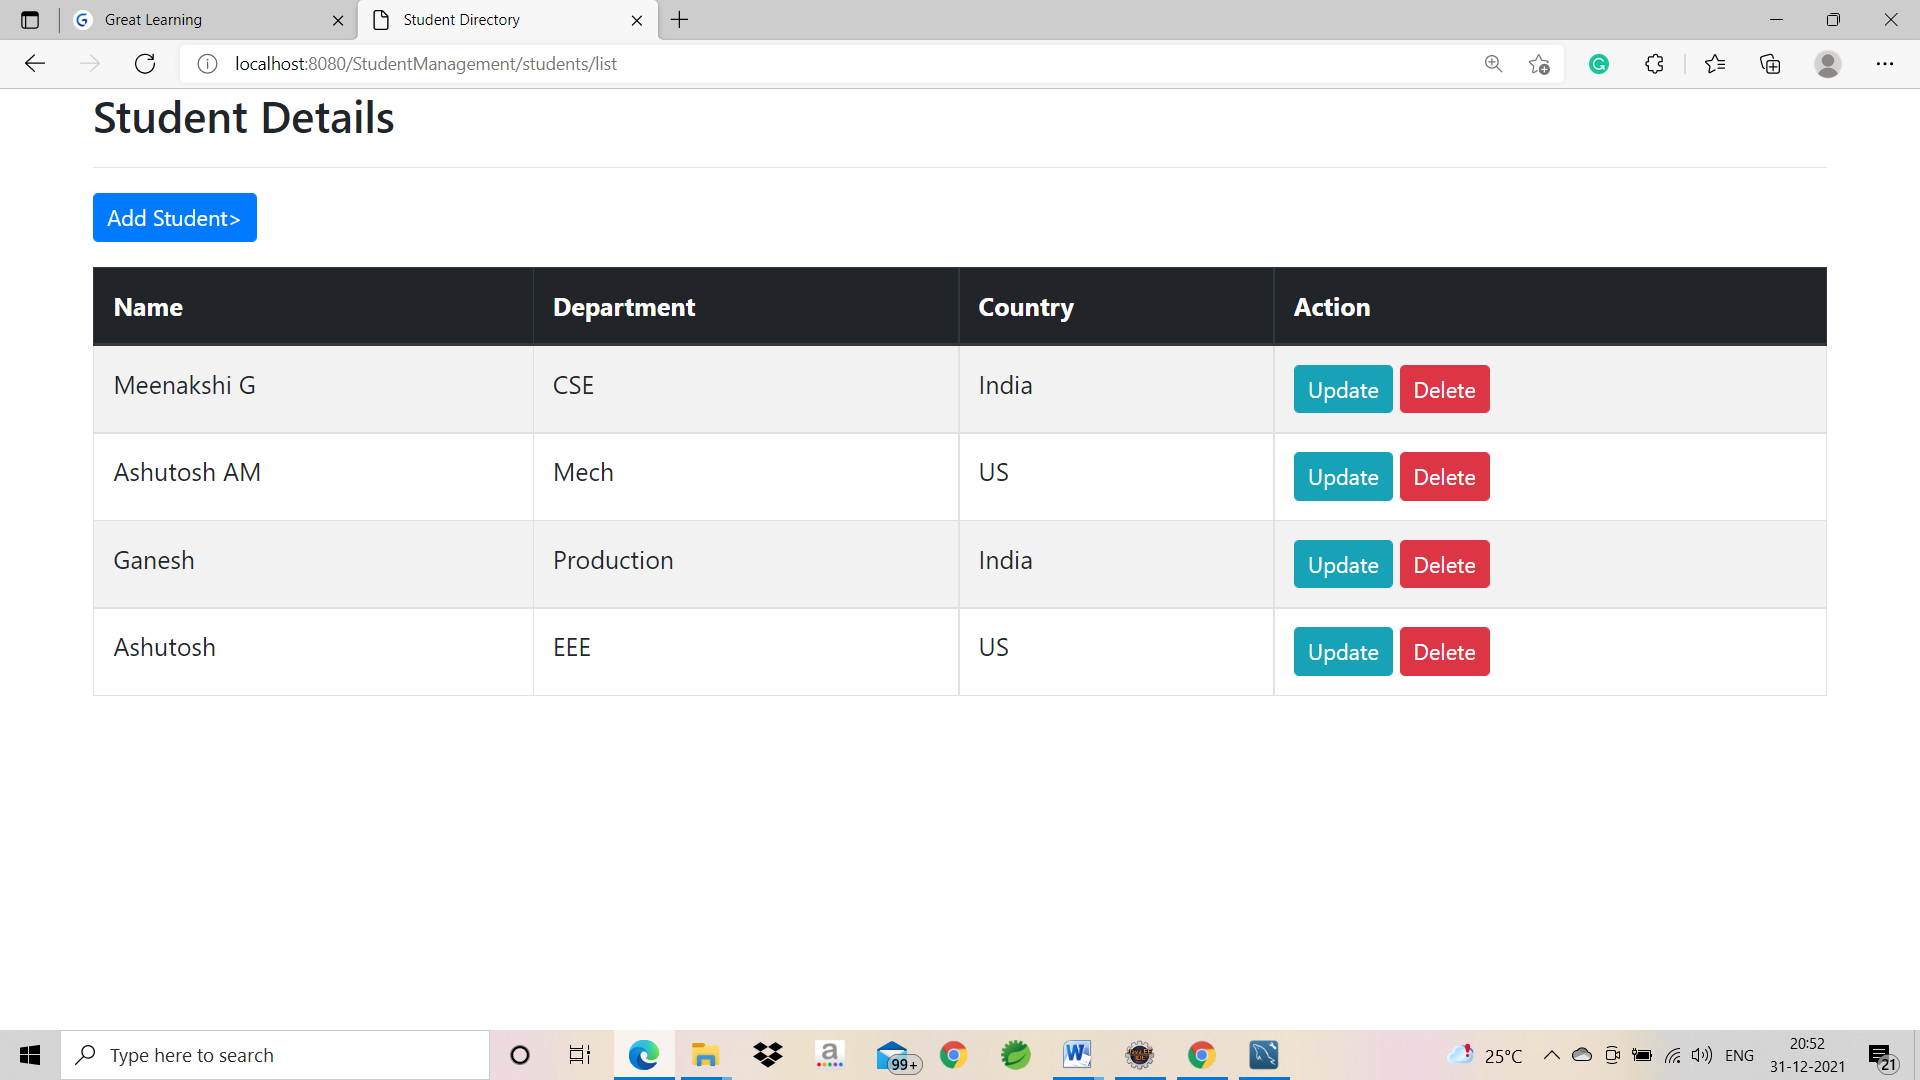 Great Learning
Student Directory
localhost:8080/StudentManagement/students/list
Student Details
Add Student>
Name Department Country Action
Meenakshi G CSE India Update Delete
Ashutosh AM Mech US Update Delete
Ganesh Production India Update Delete
Ashutosh EEE US Update Delete
Type here to search
99+
25°C
ENG
20:52
31-12-2021
21